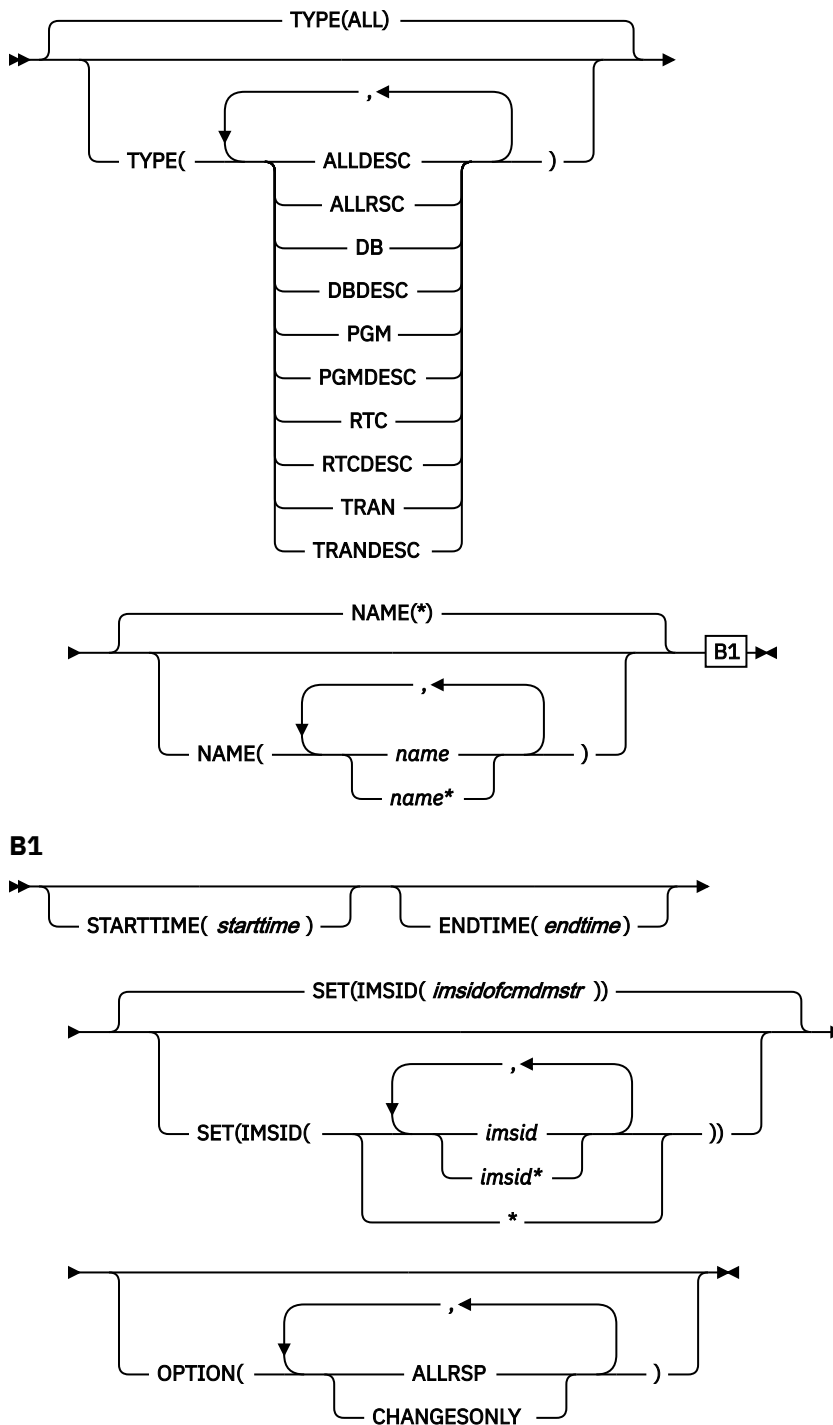 TYPE(ALL)
,
TYPE( ALLDESC )
ALLRSC
DB
DBDESC
PGM
PGMDESC
RTC
RTCDESC
TRAN
TRANDESC
NAME(*)
B1
,
NAME( name )
name*
B1
STARTTIME( starttime ) ENDTIME( endtime )
SET(IMSID( imsidofcmdmstr ))
,
SET(IMSID( imsid ))
imsid*
*
,
OPTION( ALLRSP )
CHANGESONLY